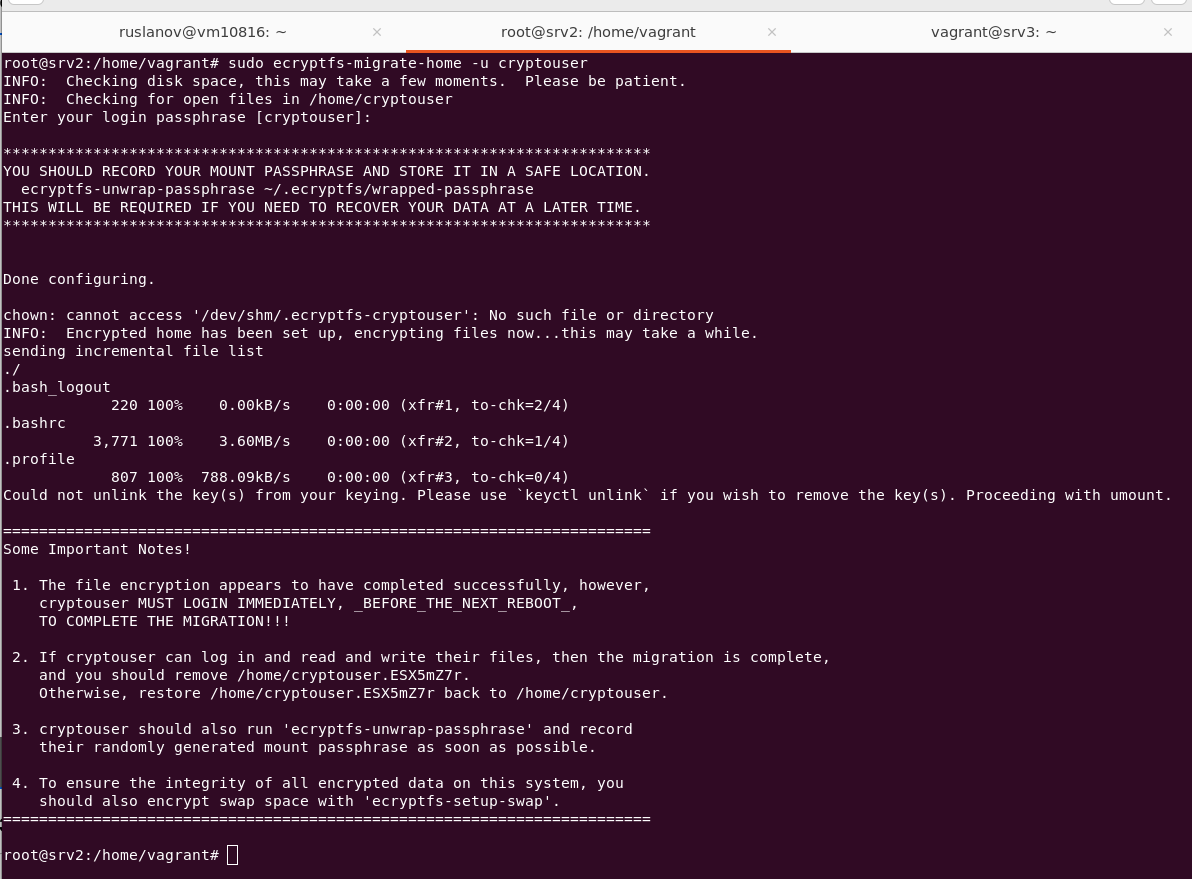 ruslanov@vm10816: ~ × root@srv2: /home/vagrant × vagrant@srv3: ~ ×
root@srv2:/home/vagrant# sudo ecryptfs-migrate-home -u cryptouser
INFO:  Checking disk space, this may take a few moments.  Please be patient.
INFO:  Checking for open files in /home/cryptouser
Enter your login passphrase [cryptouser]:
************************************************************************
YOU SHOULD RECORD YOUR MOUNT PASSPHRASE AND STORE IT IN A SAFE LOCATION.
  ecryptfs-unwrap-passphrase ~/.ecryptfs/wrapped-passphrase
THIS WILL BE REQUIRED IF YOU NEED TO RECOVER YOUR DATA AT A LATER TIME.
************************************************************************
Done configuring.
chown: cannot access '/dev/shm/.ecryptfs-cryptouser': No such file or directory
INFO:  Encrypted home has been set up, encrypting files now...this may take a while.
sending incremental file list
./
.bash_logout
            220 100%    0.00kB/s    0:00:00 (xfr#1, to-chk=2/4)
.bashrc
          3,771 100%    3.60MB/s    0:00:00 (xfr#2, to-chk=1/4)
.profile
            807 100%  788.09kB/s    0:00:00 (xfr#3, to-chk=0/4)
Could not unlink the key(s) from your keying. Please use `keyctl unlink` if you wish to remove the key(s). Proceeding with umount.
========================================================================
Some Important Notes!
 1. The file encryption appears to have completed successfully, however,
    cryptouser MUST LOGIN IMMEDIATELY, _BEFORE_THE_NEXT_REBOOT_,
    TO COMPLETE THE MIGRATION!!!
 2. If cryptouser can log in and read and write their files, then the migration is complete,
    and you should remove /home/cryptouser.ESX5mZ7r.
    Otherwise, restore /home/cryptouser.ESX5mZ7r back to /home/cryptouser.
 3. cryptouser should also run 'ecryptfs-unwrap-passphrase' and record
    their randomly generated mount passphrase as soon as possible.
 4. To ensure the integrity of all encrypted data on this system, you
    should also encrypt swap space with 'ecryptfs-setup-swap'.
========================================================================
root@srv2:/home/vagrant#